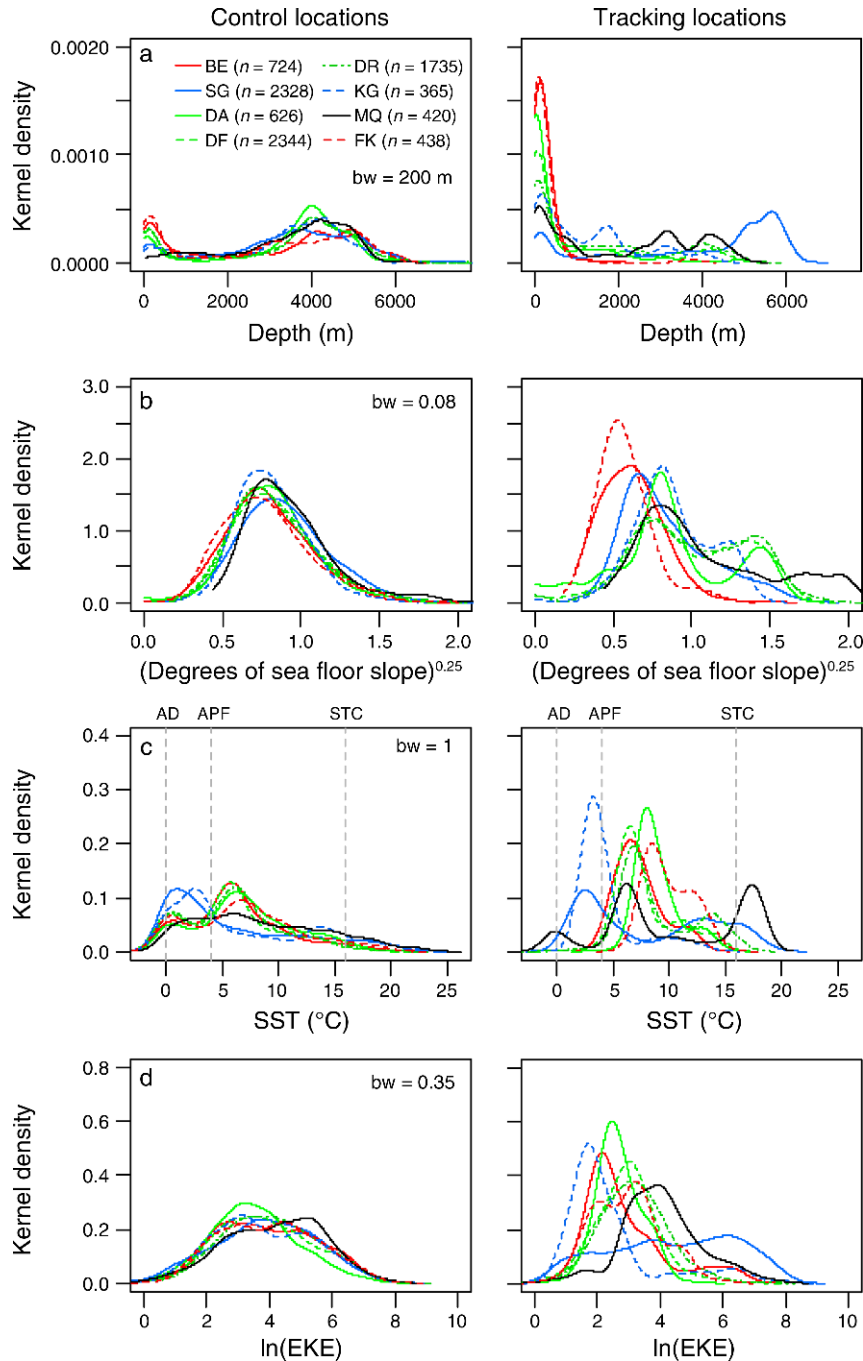 Control locations Tracking locations
a
BE (n = 724) DR (n = 1735)
SG (n = 2328) KG (n = 365)
DA (n = 626) MQ (n = 420)
DF (n = 2344) FK (n = 438)
bw = 200 m
Kernel density
0.0020
0.0010
0.0000
0 2000 4000 6000 0 2000 4000 6000
Depth (m) Depth (m)
b
bw = 0.08
Kernel density
3.0
2.0
1.0
0.0
0.0 0.5 1.0 1.5 2.0 0.0 0.5 1.0 1.5 2.0
(Degrees of sea floor slope)0.25 (Degrees of sea floor slope)0.25
AD APF STC AD APF STC
c
bw = 1
Kernel density
0.4
0.3
0.2
0.1
0.0
0 5 10 15 20 25 0 5 10 15 20 25
SST (°C) SST (°C)
d
bw = 0.35
Kernel density
0.8
0.6
0.4
0.2
0.0
0 2 4 6 8 10 0 2 4 6 8 10
ln(EKE) ln(EKE)